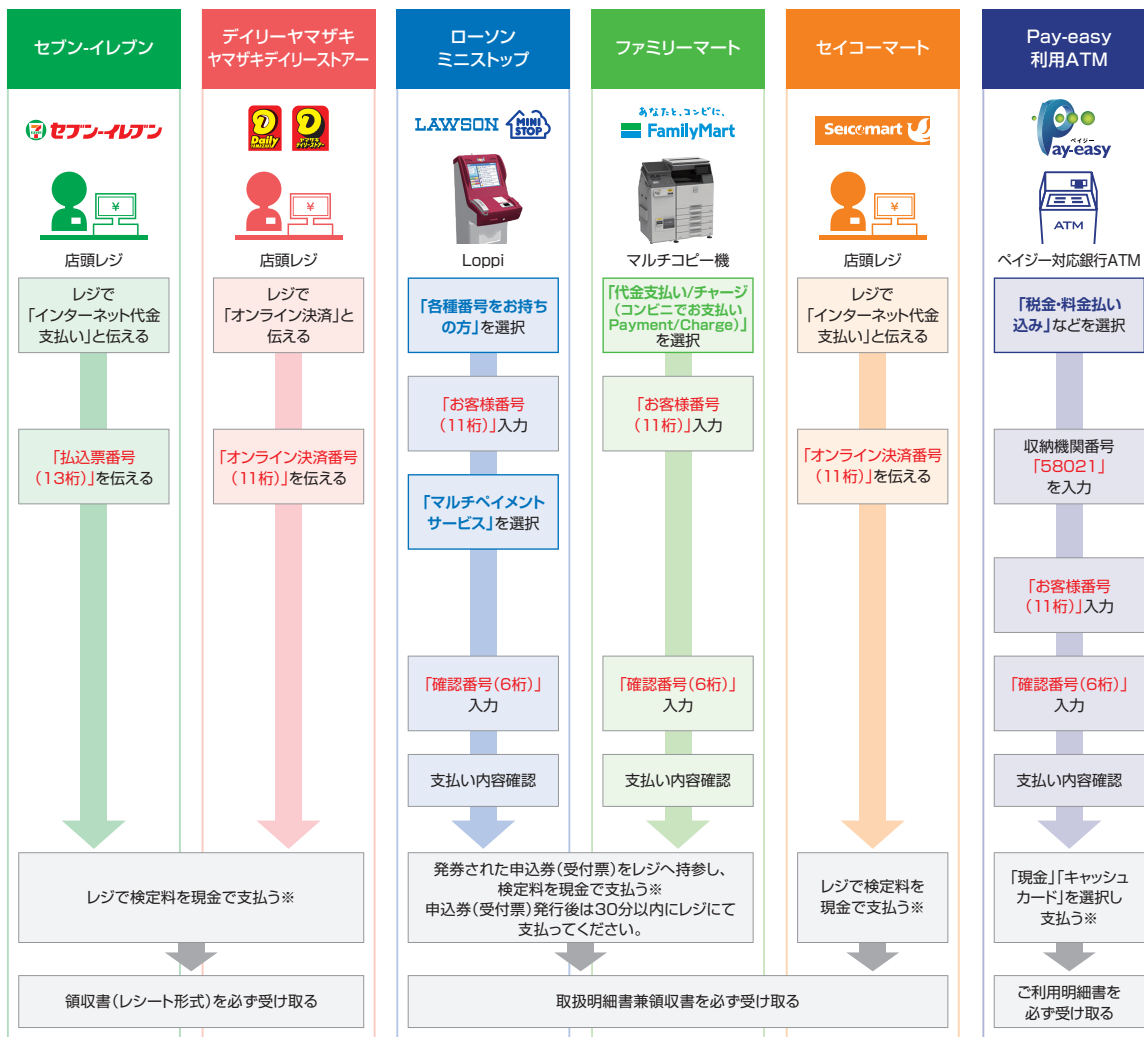 セブン-イレブン
セブン-イレブン
¥
店頭レジ
レジで
「インターネット代金
支払い」と伝える
「払込票番号
(13桁)」を伝える
デイリーヤマザキ
ヤマザキデイリーストアー
Daily
YAMAZAKI
ヤマザキ
デイリーストアー
¥
店頭レジ
レジで
「オンライン決済」と
伝える
「オンライン決済番号
(11桁)」を伝える
レジで検定料を現金で支払う※
領収書(レシート形式)を必ず受け取る
ローソン
ミニストップ
LAWSON
MINI
STOP
Loppi
「各種番号をお持ち
の方」を選択
「お客様番号
(11桁)」入力
「マルチペイメント
サービス」を選択
「確認番号(6桁)」
入力
支払い内容確認
ファミリーマート
あなたと、コンビに、
FamilyMart
マルチコピー機
「代金支払い/チャージ
(コンビニでお支払い
Payment/Charge)」
を選択
「お客様番号
(11桁)」入力
「確認番号(6桁)」
入力
支払い内容確認
発券された申込券(受付票)をレジへ持参し、
検定料を現金で支払う※
申込券(受付票)発行後は30分以内にレジにて
支払ってください。
セイコーマート
Seicomart
¥
店頭レジ
レジで
「インターネット代金
支払い」と伝える
「オンライン決済番号
(11桁)」を伝える
レジで検定料を
現金で支払う※
取扱明細書兼領収書を必ず受け取る
Pay-easy
利用ATM
ペイジー
Pay-easy
ATM
ペイジー対応銀行ATM
「税金・料金払い
込み」などを選択
収納機関番号
「58021」
を入力
「お客様番号
(11桁)」入力
「確認番号(6桁)」
入力
支払い内容確認
「現金」「キャッシュ
カード」を選択し
支払う※
ご利用明細書を
必ず受け取る